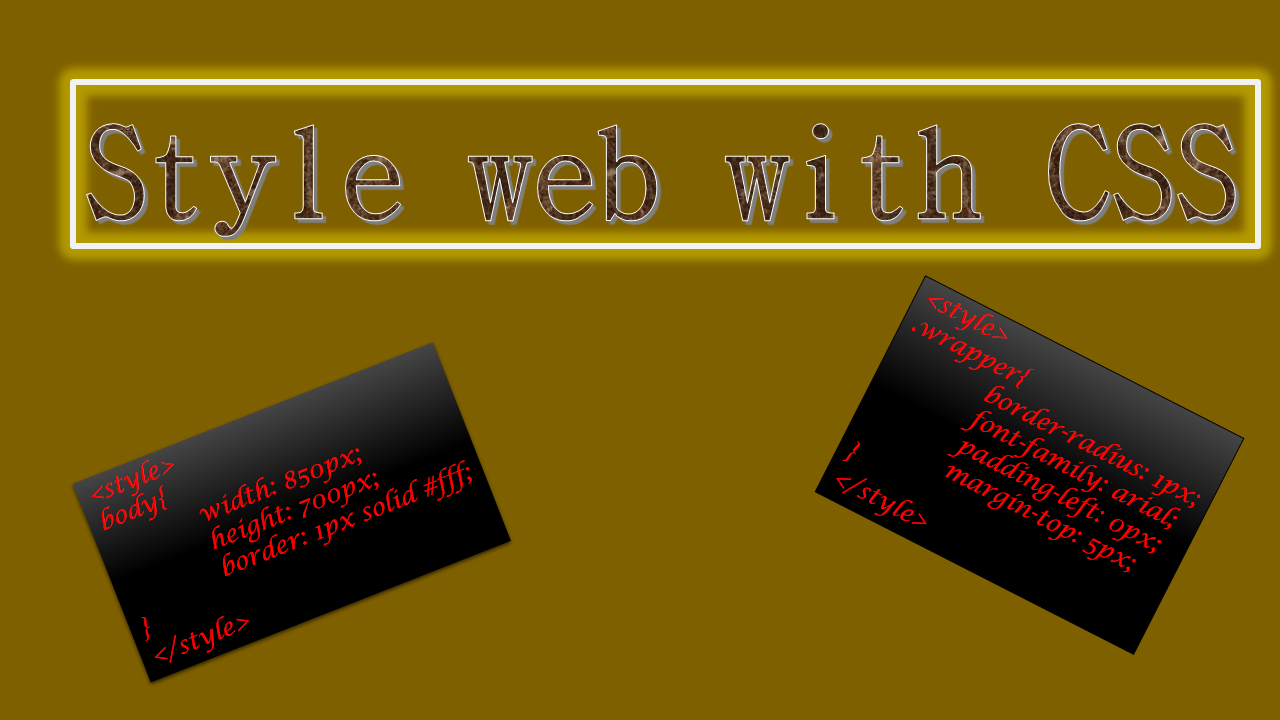 Style web with CSS
<style>
body{
width: 850px;
height: 700px;
border: 1px solid #fff;
}
</style>
<style>
.wrapper{
border-radius: 1px;
font-family: arial;
padding-left: 0px;
margin-top: 5px;
}
</style>